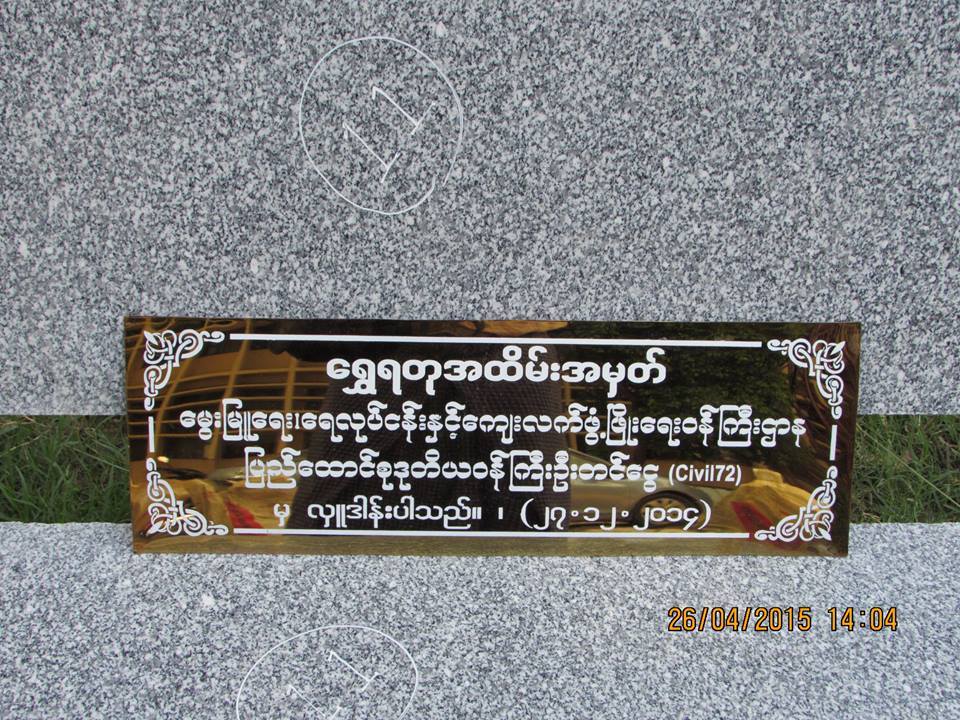 11
ရွှေရတုအထိမ်းအမှတ်
မွေးမြူရေး၊ရေလုပ်ငန်းနှင့်ကျေးလက်ဖွံ့ဖြိုးရေးဝန်ကြီးဌာန
ပြည်ထောင်စုဒုတိယဝန်ကြီးဦးတင်ငွေ (Civil72)
မှ လှူဒါန်းပါသည်။ ၊ (၂၇.၁၂.၂၀၁၄)
26/04/2015 14:04
11